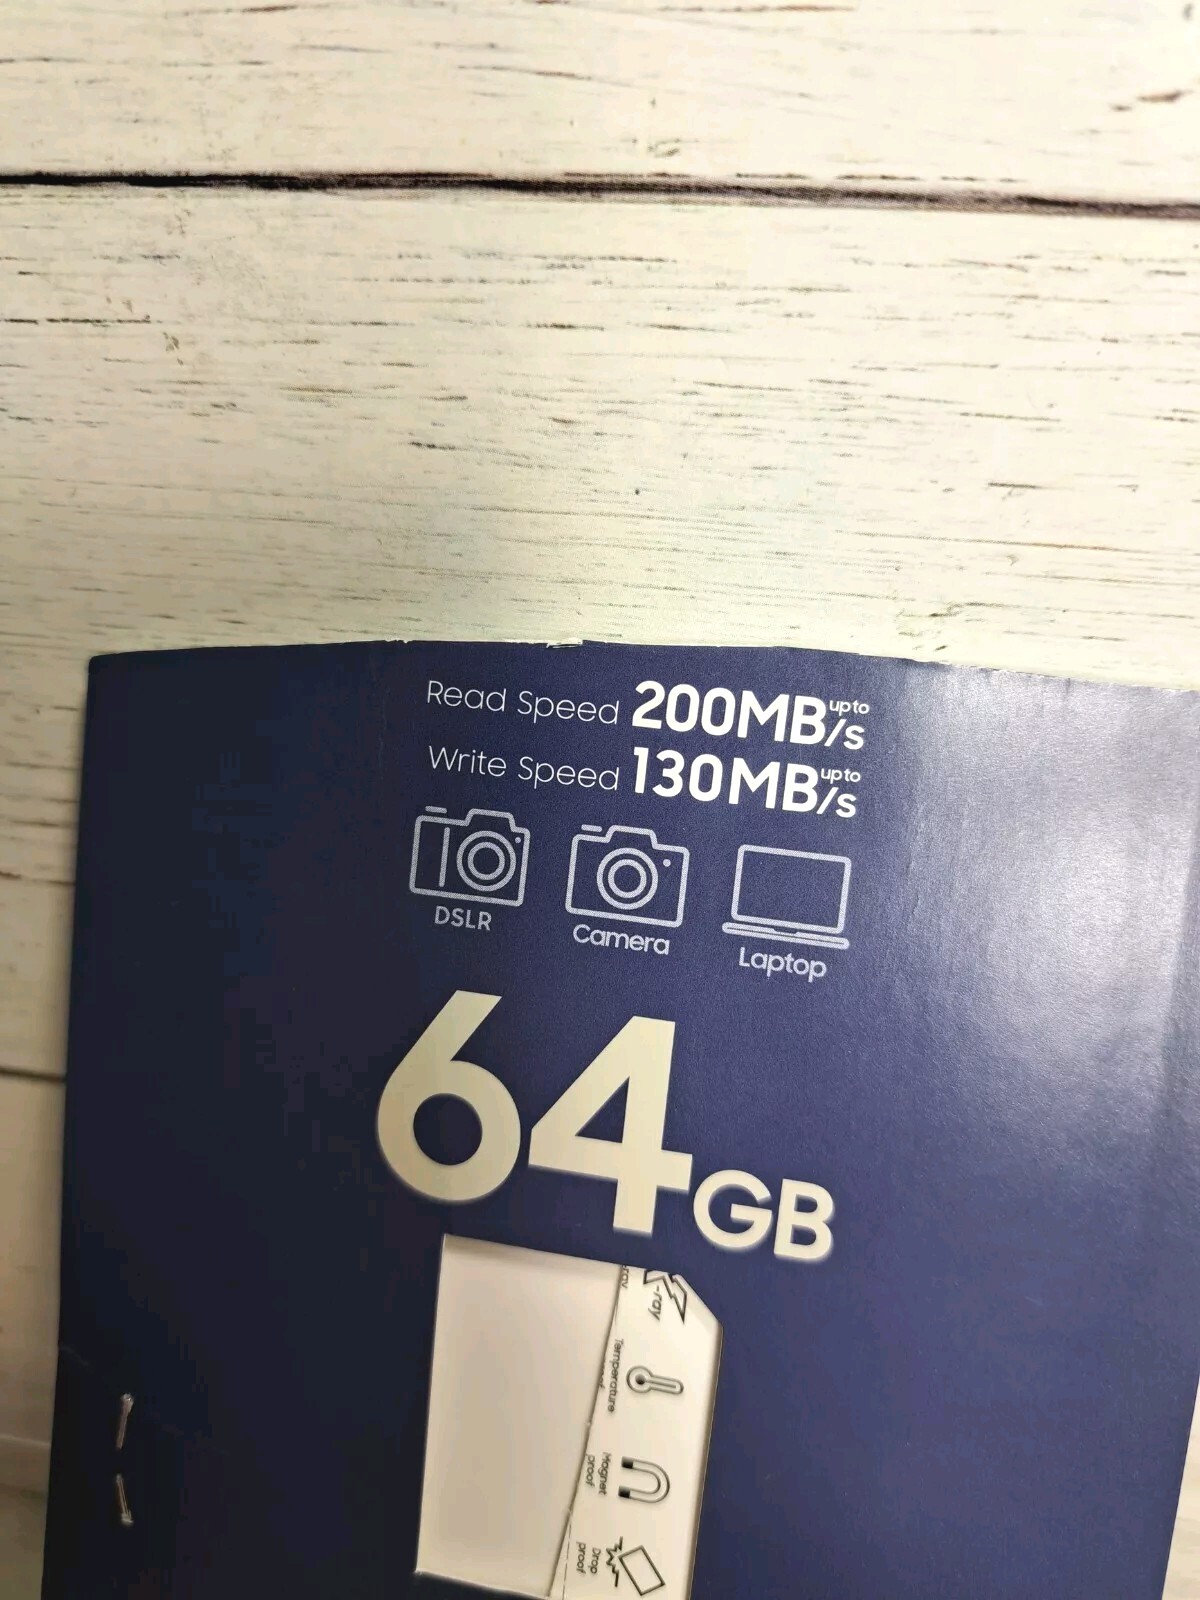 Read Speed 200MB/s up to
Write Speed 130MB/s up to
DSLR
Camera
Laptop
64GB
-ray
Temperature
Magnet
proof
Drop
proof